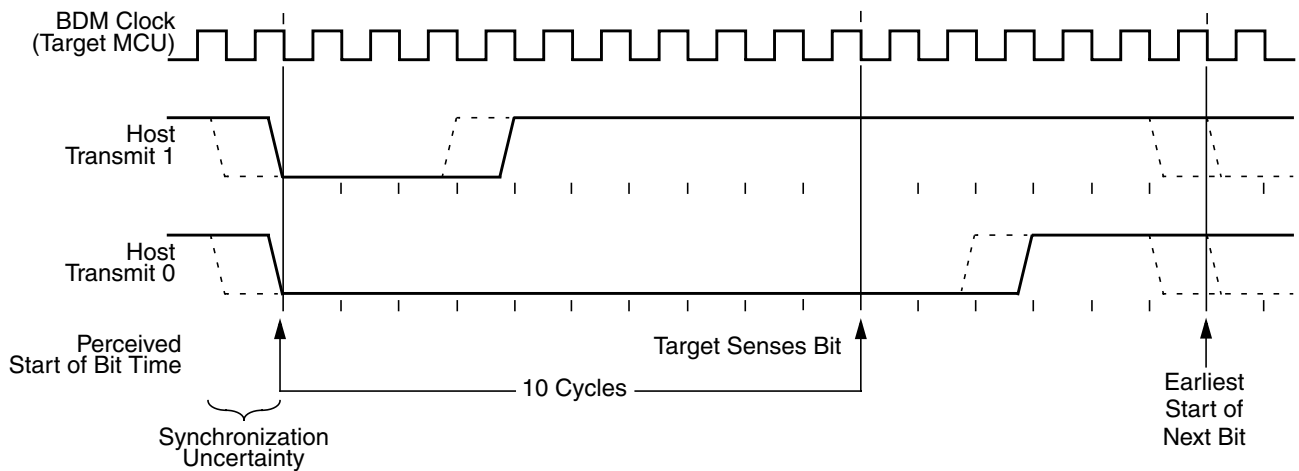 BDM Clock
(Target MCU)
Host
Transmit 1
Host
Transmit 0
Perceived
Start of Bit Time
Target Senses Bit
10 Cycles
Synchronization
Uncertainty
Earliest
Start of
Next Bit